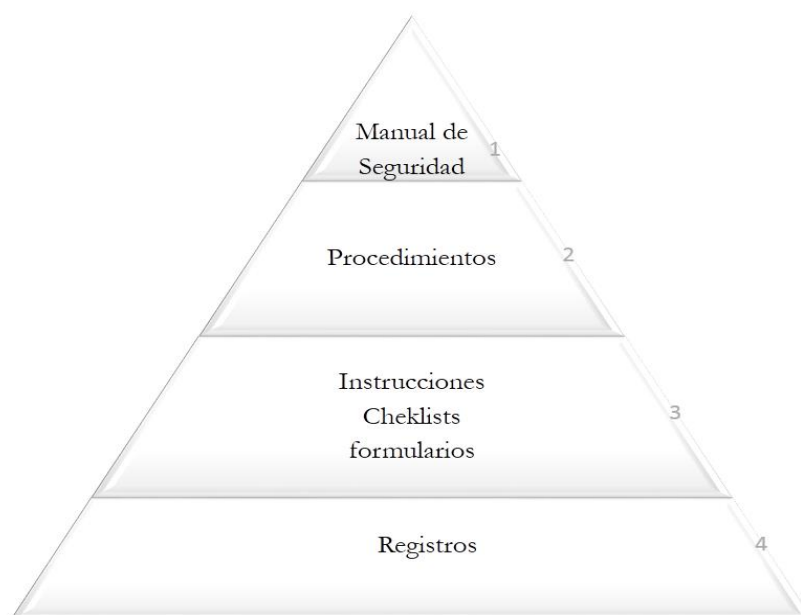 Manual de
Seguridad
1
Procedimientos
2
Instrucciones
Cheklists
formularios
3
Registros
4